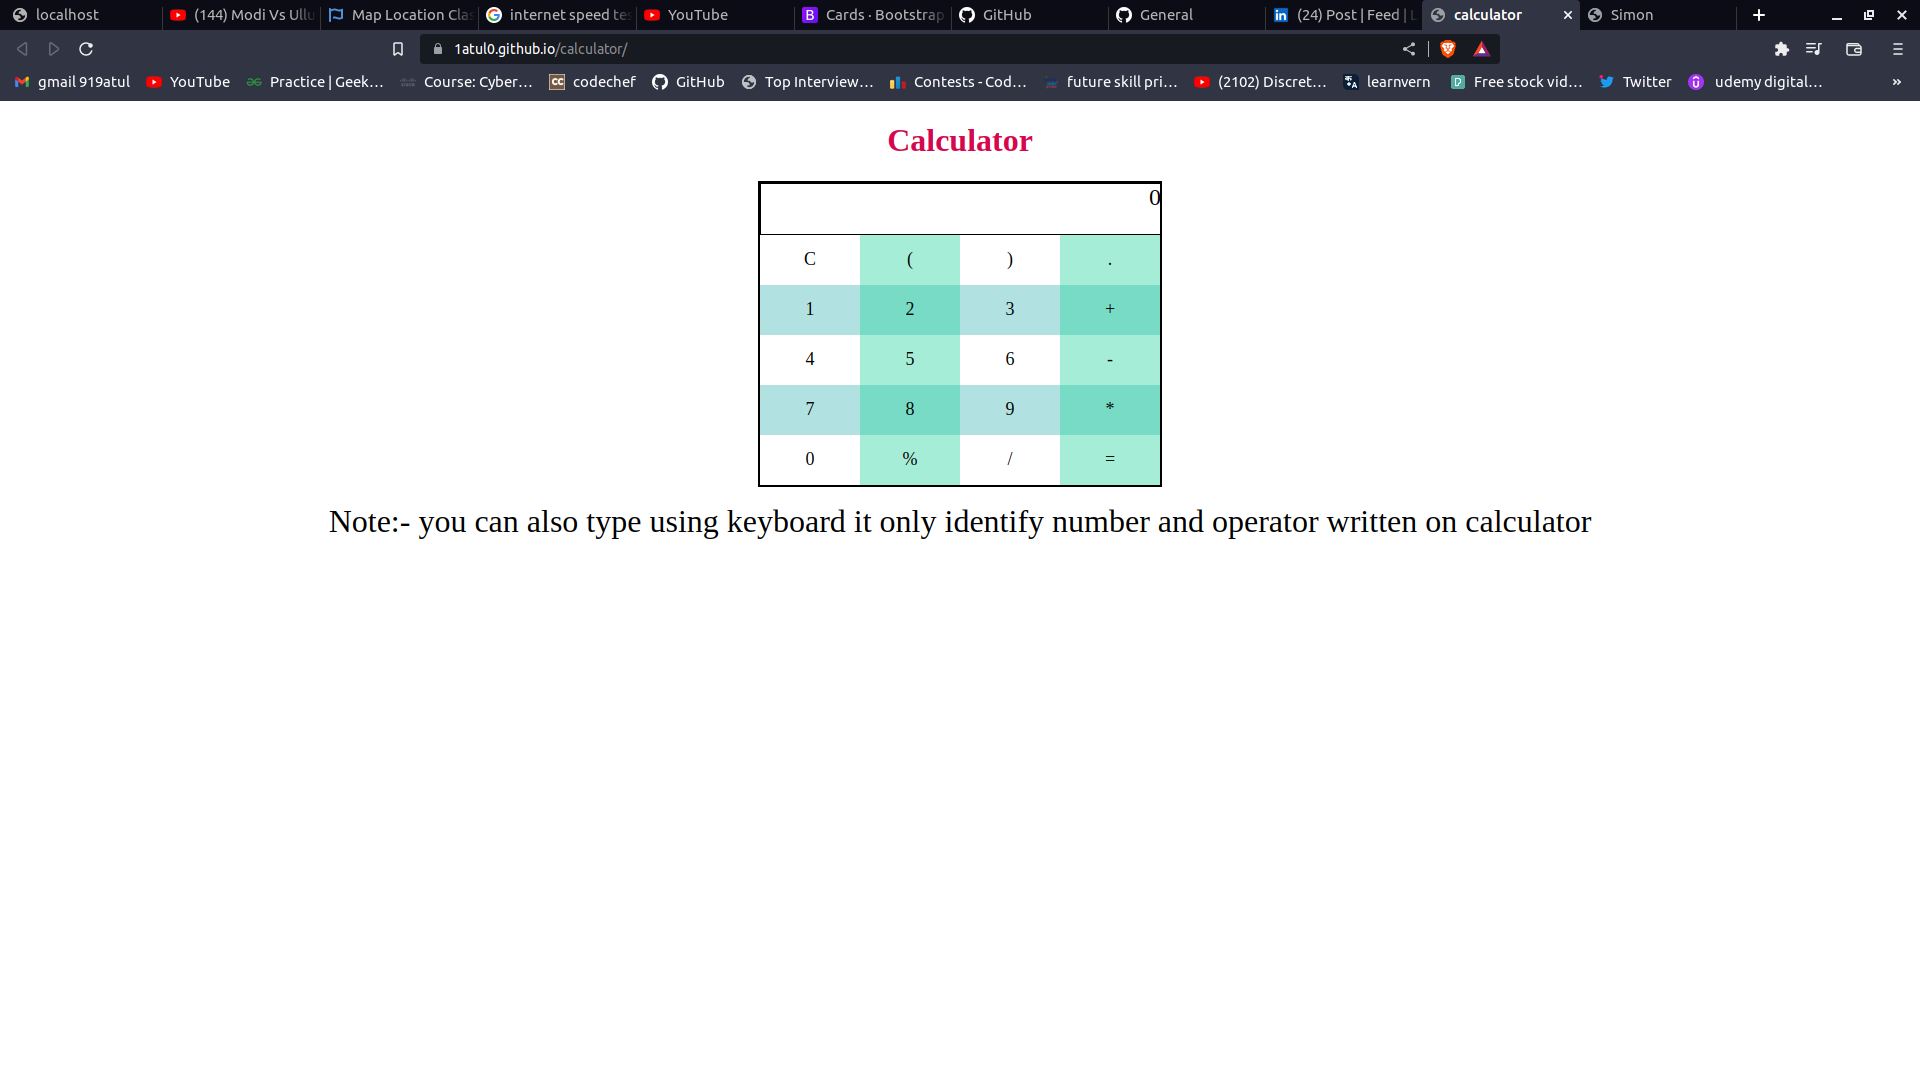 localhost (144) Modi Vs Ullu Map Location Clas internet speed tes YouTube Cards · Bootstrap GitHub General (24) Post | Feed | L calculator Simon
1atul0.github.io/calculator/
gmail 919atul YouTube Practice | Geek... Course: Cyber... codechef GitHub Top Interview... Contests - Cod... future skill pri... (2102) Discret... learnvern Free stock vid... Twitter udemy digital... »
Calculator
0
C ( ) .
1 2 3 +
4 5 6 -
7 8 9 *
0 % / =
Note:- you can also type using keyboard it only identify number and operator written on calculator